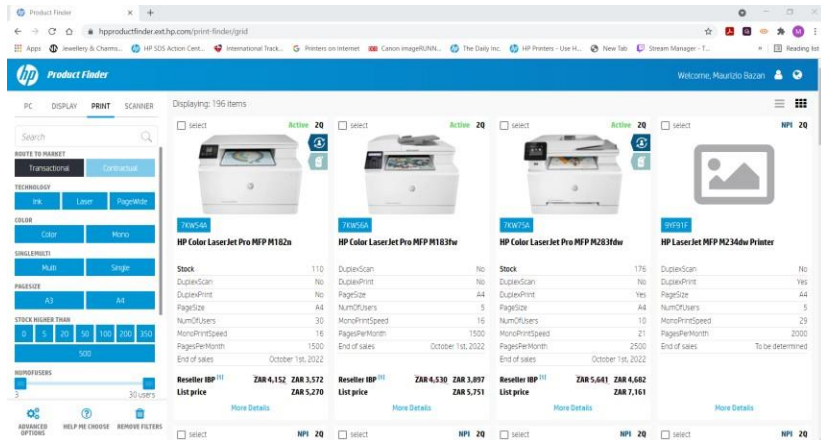 Product Finder
hpproductfinder.ext.hp.com/print-finder/grid
Apps
Jewellery & Charms...
HP SDS Action Cent...
International Track...
Printers on Internet
Canon imageRUNN...
The Daily Inc.
HP Printers - Use H...
New Tab
Stream Manager - T...
»
Reading list
hp Product Finder
Welcome, Maurizio Bazan
PC DISPLAY PRINT SCANNER
Displaying: 196 items
Search
ROUTE TO MARKET
Transactional Contractual
TECHNOLOGY
Ink Laser PageWide
COLOR
Color Mono
SINGLEMULTI
Multi Single
PAGESIZE
A3 A4
STOCK HIGHER THAN
0 5 20 50 100 200 350
500
NUMOFUSERS
3 30 users
ADVANCED OPTIONS
HELP ME CHOOSE
REMOVE FILTERS
select Active 2Q
7KW54A
HP Color LaserJet Pro MFP M182n
Stock 110
DuplexScan No
DuplexPrint No
PageSize A4
NumOfUsers 30
MonoPrintSpeed 16
PagesPerMonth 1500
End of sales October 1st, 2022
Reseller IBP [1] ZAR 4,152 ZAR 3,572
List price ZAR 5,270
More Details
select Active 2Q
7KW56A
HP Color LaserJet Pro MFP M183fw
DuplexScan No
DuplexPrint No
PageSize A4
NumOfUsers 5
MonoPrintSpeed 16
PagesPerMonth 1500
End of sales October 1st, 2022
Reseller IBP [1] ZAR 4,530 ZAR 3,897
List price ZAR 5,751
More Details
select Active 2Q
7KW75A
HP Color LaserJet Pro MFP M283fdw
Stock 176
DuplexScan No
DuplexPrint Yes
PageSize A4
NumOfUsers 10
MonoPrintSpeed 21
PagesPerMonth 2500
End of sales October 1st, 2022
Reseller IBP [1] ZAR 5,641 ZAR 4,682
List price ZAR 7,161
More Details
select NPI 2Q
9YF91F
HP LaserJet MFP M234dw Printer
DuplexScan No
DuplexPrint Yes
PageSize A4
NumOfUsers 5
MonoPrintSpeed 29
PagesPerMonth 2000
End of sales To be determined
More Details
select NPI 2Q
select NPI 2Q
select NPI 2Q
select NPI 2Q